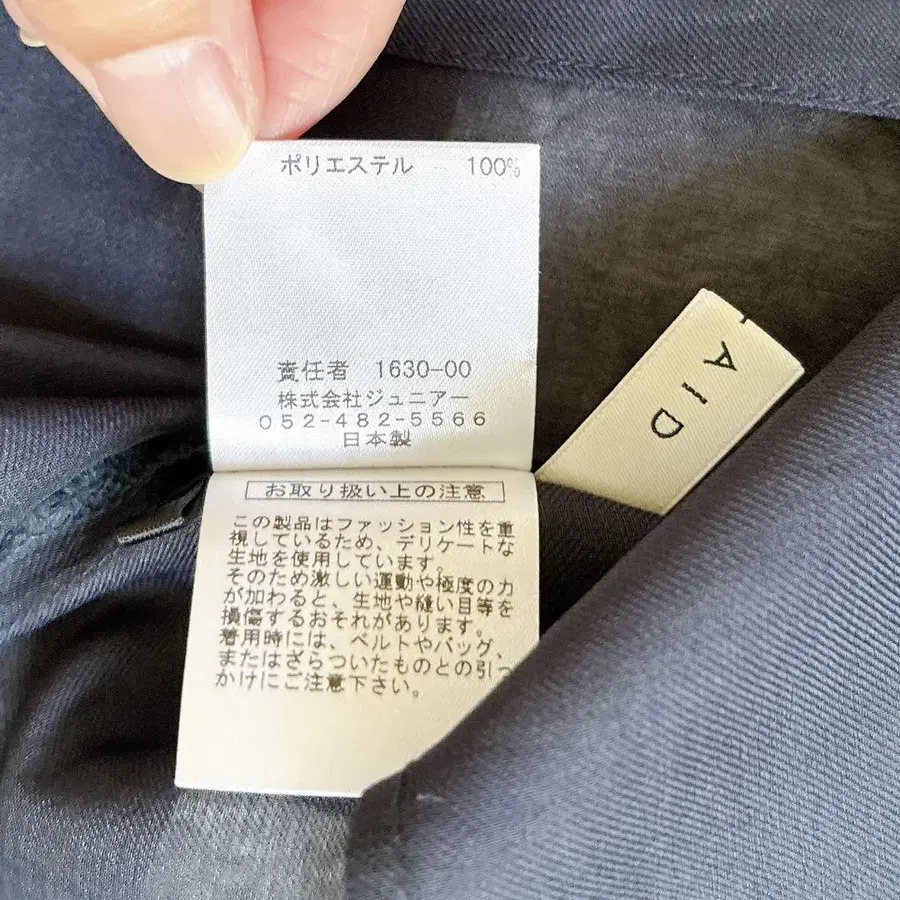 ポリエステル 100%
責任者 1630-00
株式会社ジュニアー
052-482-5566
日本製
お取り扱い上の注意
この製品はファッション性を重
視しているため、デリケートな
生地を使用しています。
そのため激しい運動や極度の力
が加わると、生地や縫い目等を
損傷するおそれがあります。
着用時には、ベルトやバッグ、
またはざらついたものとの引っ
かけにご注意下さい。
AID